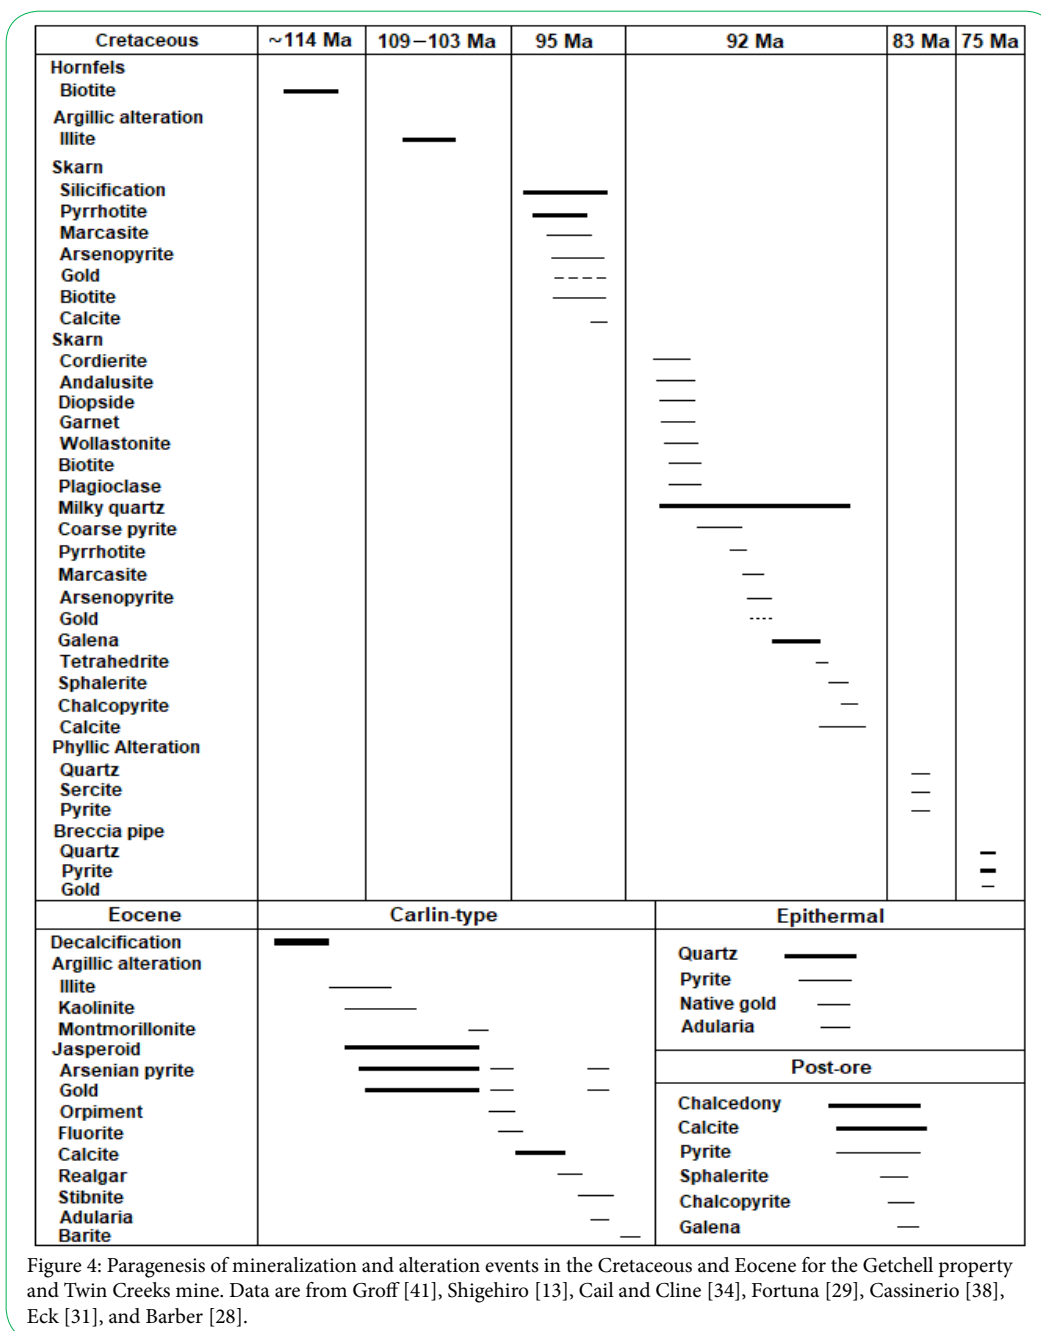 Cretaceous ~114 Ma 109−103 Ma 95 Ma 92 Ma 83 Ma 75 Ma
Hornfels
Biotite
Argillic alteration
Illite
Skarn
Silicification
Pyrrhotite
Marcasite
Arsenopyrite
Gold
Biotite
Calcite
Skarn
Cordierite
Andalusite
Diopside
Garnet
Wollastonite
Biotite
Plagioclase
Milky quartz
Coarse pyrite
Pyrrhotite
Marcasite
Arsenopyrite
Gold
Galena
Tetrahedrite
Sphalerite
Chalcopyrite
Calcite
Phyllic Alteration
Quartz
Sercite
Pyrite
Breccia pipe
Quartz
Pyrite
Gold
Eocene Carlin-type Epithermal
Decalcification
Argillic alteration
Illite
Kaolinite
Montmorillonite
Jasperoid
Arsenian pyrite
Gold
Orpiment
Fluorite
Calcite
Realgar
Stibnite
Adularia
Barite
Quartz
Pyrite
Native gold
Adularia
Post-ore
Chalcedony
Calcite
Pyrite
Sphalerite
Chalcopyrite
Galena
Figure 4: Paragenesis of mineralization and alteration events in the Cretaceous and Eocene for the Getchell property
and Twin Creeks mine. Data are from Groff [41], Shigehiro [13], Cail and Cline [34], Fortuna [29], Cassinerio [38],
Eck [31], and Barber [28].